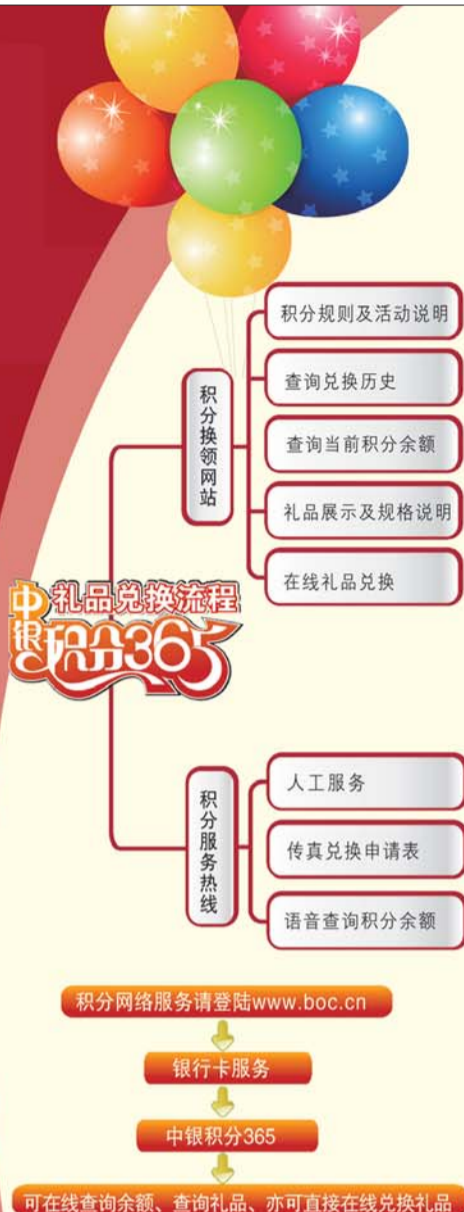 积分规则及活动说明
查询兑换历史
积分换领网站
查询当前积分余额
礼品展示及规格说明
在线礼品兑换
礼品兑换流程
中银积分365
人工服务
积分服务热线
传真兑换申请表
语音查询积分余额
积分网络服务请登陆www.boc.cn
银行卡服务
中银积分365
可在线查询余额、查询礼品、亦可直接在线兑换礼品